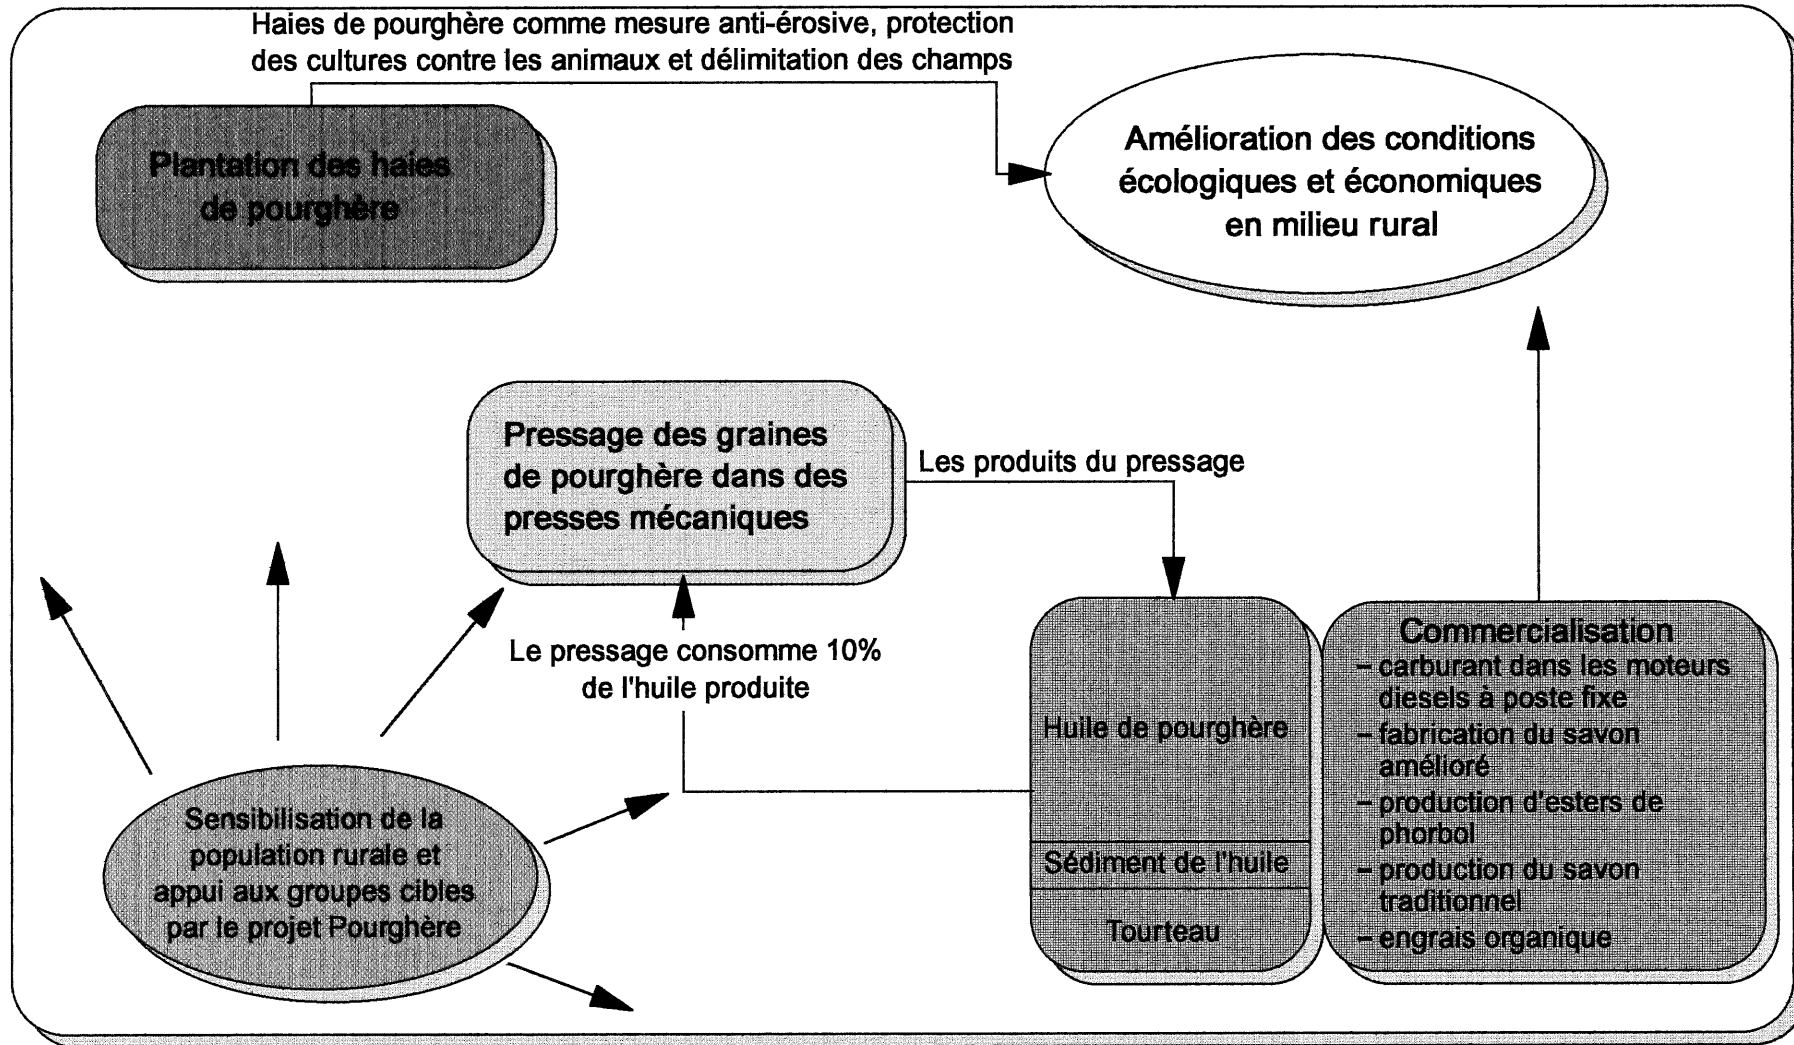 Haies de pourghère comme mesure anti-érosive, protection
des cultures contre les animaux et délimitation des champs
Plantation des haies
de pourghère
Amélioration des conditions
écologiques et économiques
en milieu rural
Pressage des graines
de pourghère dans des
presses mécaniques
Les produits du pressage
Le pressage consomme 10%
de l'huile produite
Huile de pourghère
Sédiment de l'huile
Tourteau
Commercialisation
– carburant dans les moteurs
diesels à poste fixe
– fabrication du savon
amélioré
– production d'esters de
phorbol
– production du savon
traditionnel
– engrais organique
Sensibilisation de la
population rurale et
appui aux groupes cibles
par le projet Pourghère